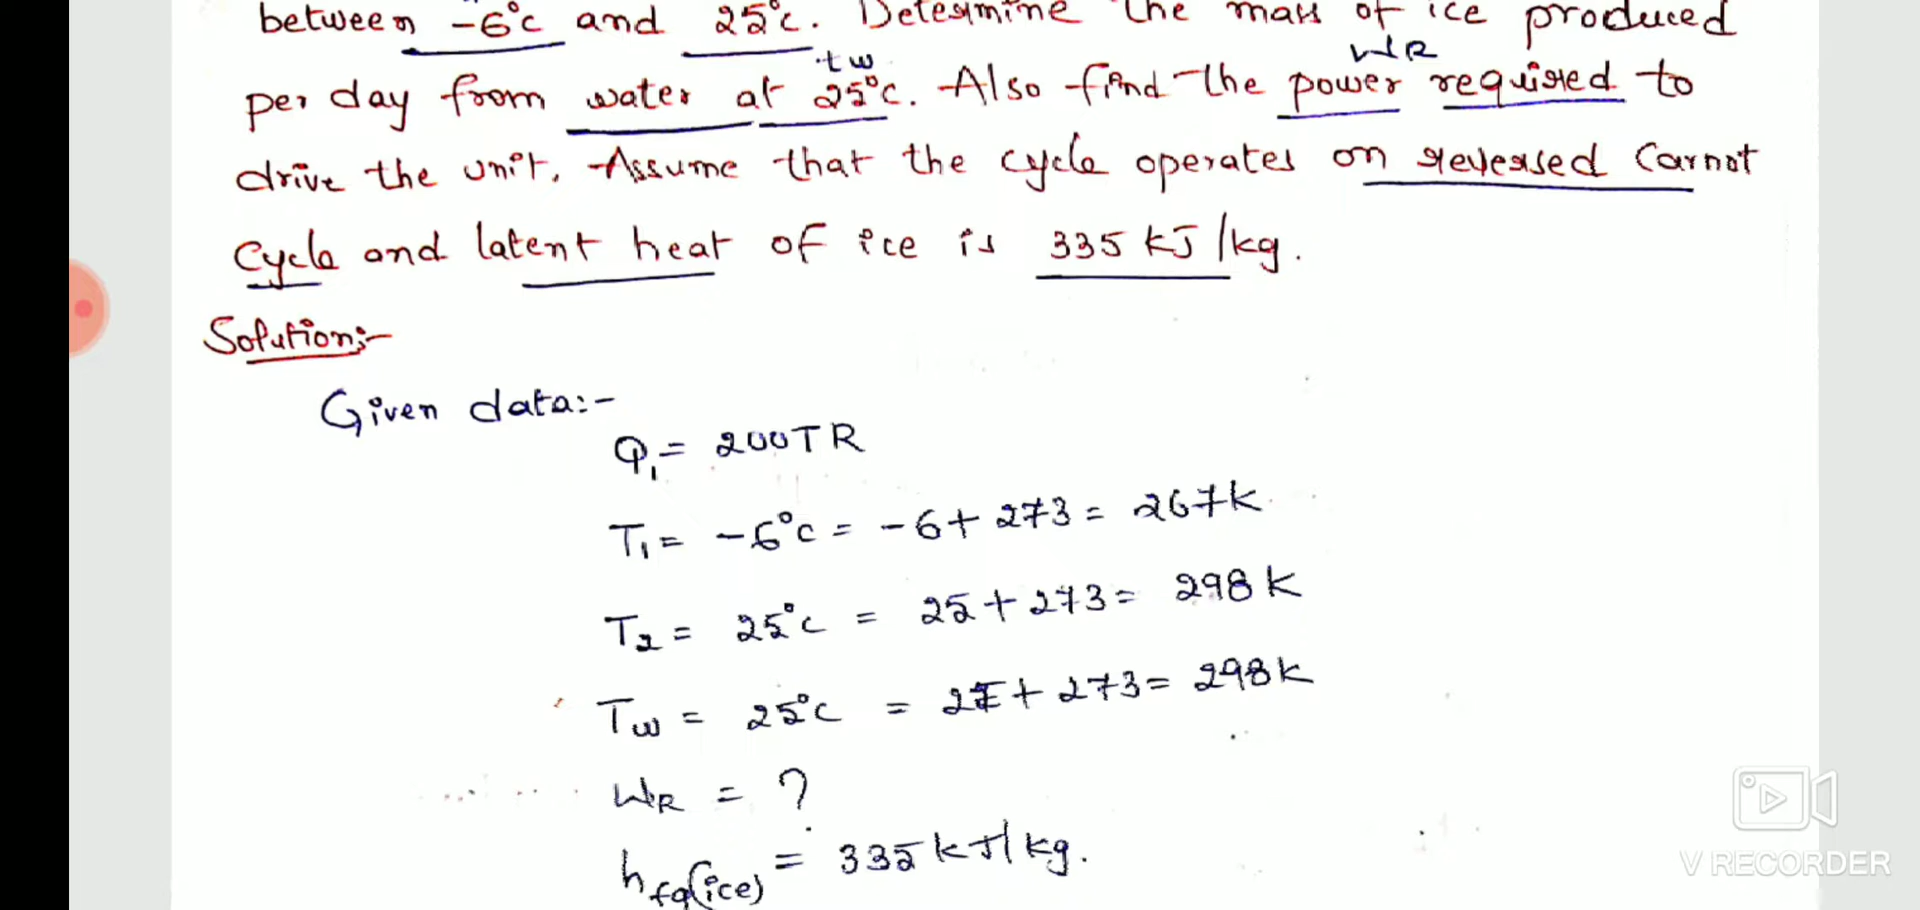 between -6°C and 25°C. Determine the mass of ice produced
tw WR
per day from water at 25°C. Also find the power required to
drive the unit. Assume that the cycle operates on reversed Carnot
Cycle and latent heat of ice is 335 KJ/kg.
Solution:-
Given data:-
Q1 = 200TR
T1 = -6°C = -6+273 = 267K
T2 = 25°C = 25+273 = 298K
Tw = 25°C = 25+273 = 298K
WR = ?
hfg(ice) = 335 KJ/kg.
V RECORDER